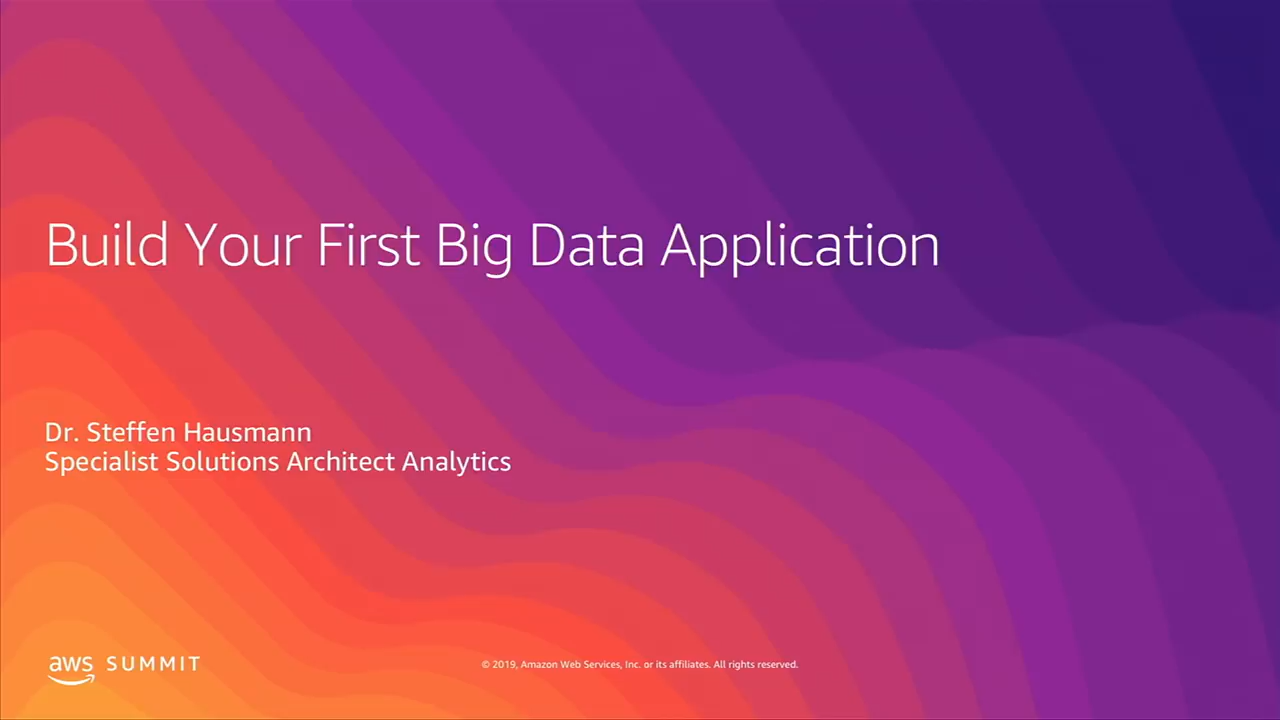 Build Your First Big Data Application
Dr. Steffen Hausmann
Specialist Solutions Architect Analytics
aws SUMMIT
© 2019, Amazon Web Services, Inc. or its affiliates. All rights reserved.